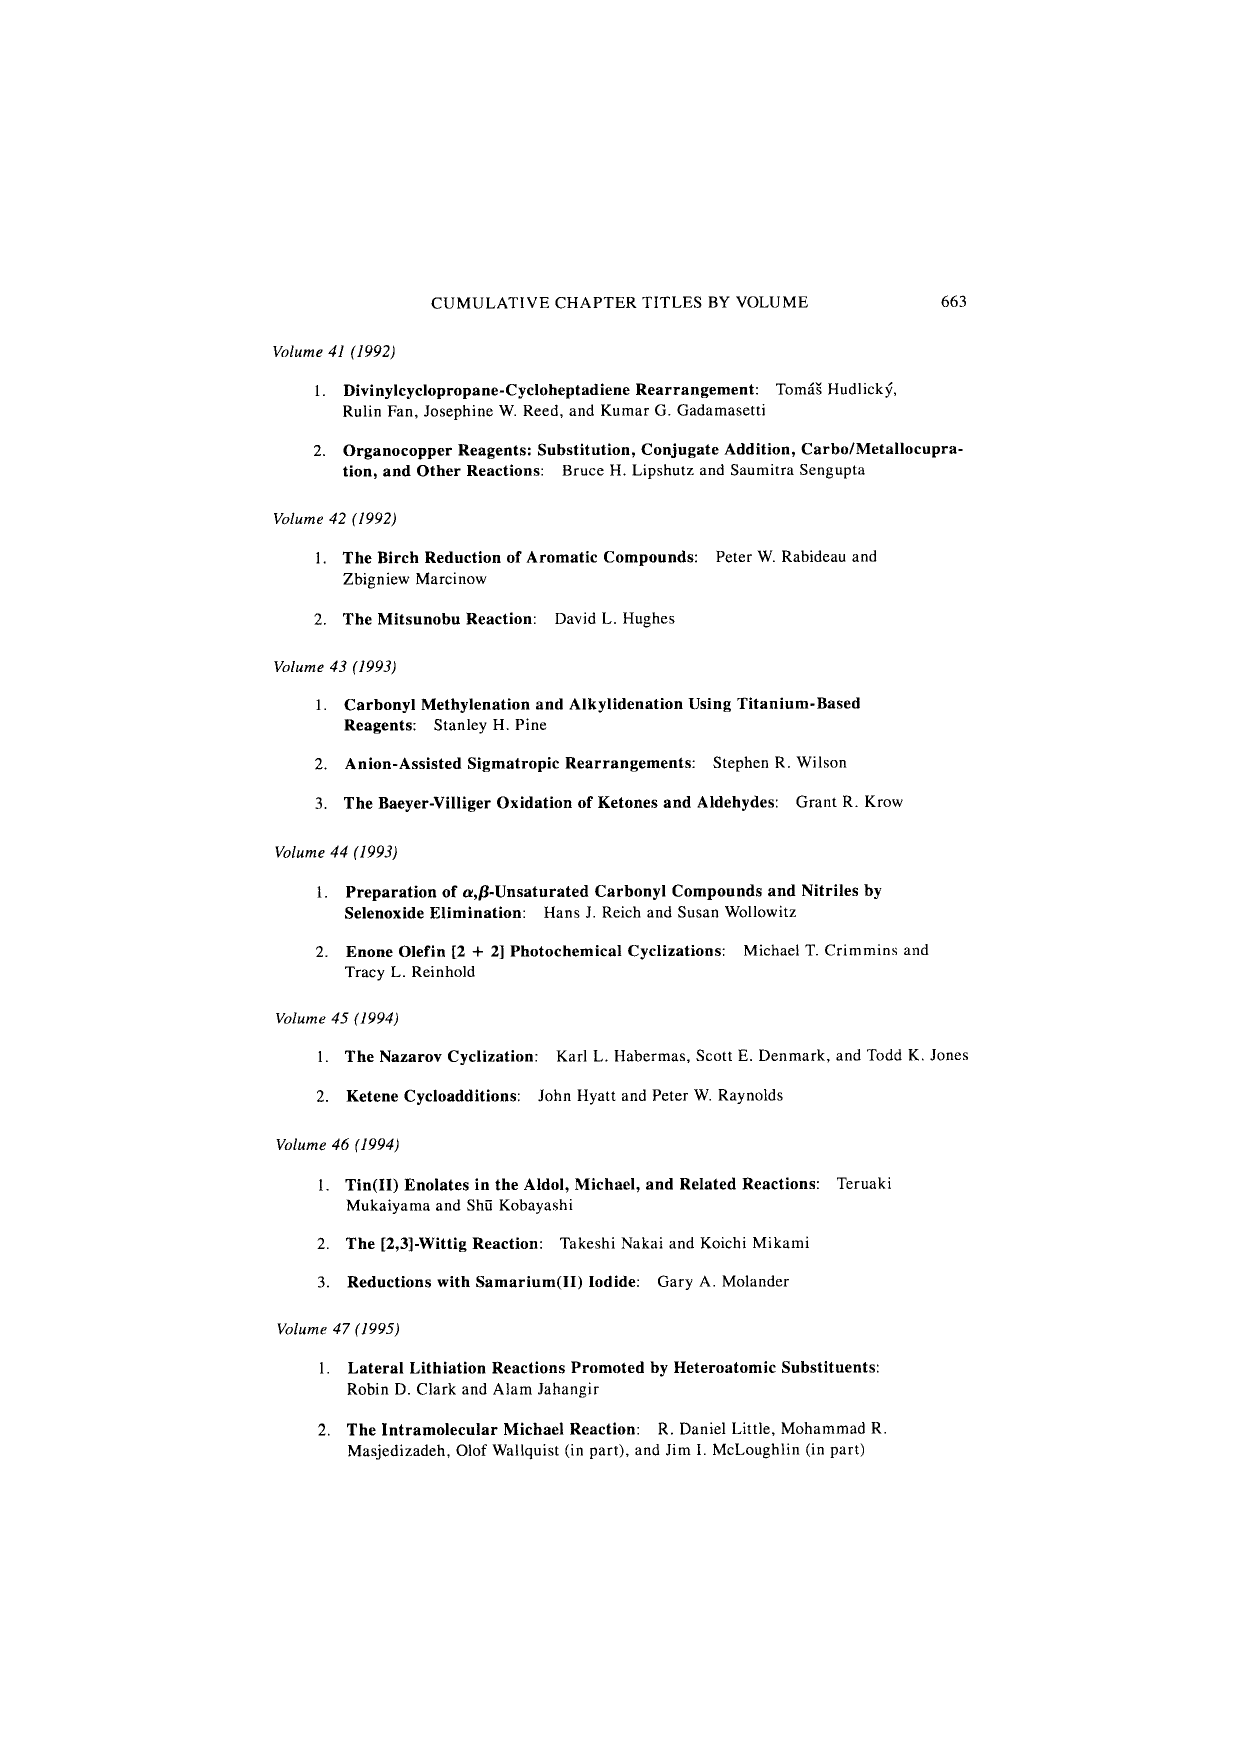 CUMULATIVE CHAPTER TITLES BY VOLUME 663
Volume 41 (1992)
1. Divinylcyclopropane-Cycloheptadiene Rearrangement: Tomáš Hudlický,
Rulin Fan, Josephine W. Reed, and Kumar G. Gadamasetti
2. Organocopper Reagents: Substitution, Conjugate Addition, Carbo/Metallocupra-
tion, and Other Reactions: Bruce H. Lipshutz and Saumitra Sengupta
Volume 42 (1992)
1. The Birch Reduction of Aromatic Compounds: Peter W. Rabideau and
Zbigniew Marcinow
2. The Mitsunobu Reaction: David L. Hughes
Volume 43 (1993)
1. Carbonyl Methylenation and Alkylidenation Using Titanium-Based
Reagents: Stanley H. Pine
2. Anion-Assisted Sigmatropic Rearrangements: Stephen R. Wilson
3. The Baeyer-Villiger Oxidation of Ketones and Aldehydes: Grant R. Krow
Volume 44 (1993)
1. Preparation of α,β-Unsaturated Carbonyl Compounds and Nitriles by
Selenoxide Elimination: Hans J. Reich and Susan Wollowitz
2. Enone Olefin [2 + 2] Photochemical Cyclizations: Michael T. Crimmins and
Tracy L. Reinhold
Volume 45 (1994)
1. The Nazarov Cyclization: Karl L. Habermas, Scott E. Denmark, and Todd K. Jones
2. Ketene Cycloadditions: John Hyatt and Peter W. Raynolds
Volume 46 (1994)
1. Tin(II) Enolates in the Aldol, Michael, and Related Reactions: Teruaki
Mukaiyama and Shū Kobayashi
2. The [2,3]-Wittig Reaction: Takeshi Nakai and Koichi Mikami
3. Reductions with Samarium(II) Iodide: Gary A. Molander
Volume 47 (1995)
1. Lateral Lithiation Reactions Promoted by Heteroatomic Substituents:
Robin D. Clark and Alam Jahangir
2. The Intramolecular Michael Reaction: R. Daniel Little, Mohammad R.
Masjedizadeh, Olof Wallquist (in part), and Jim I. McLoughlin (in part)